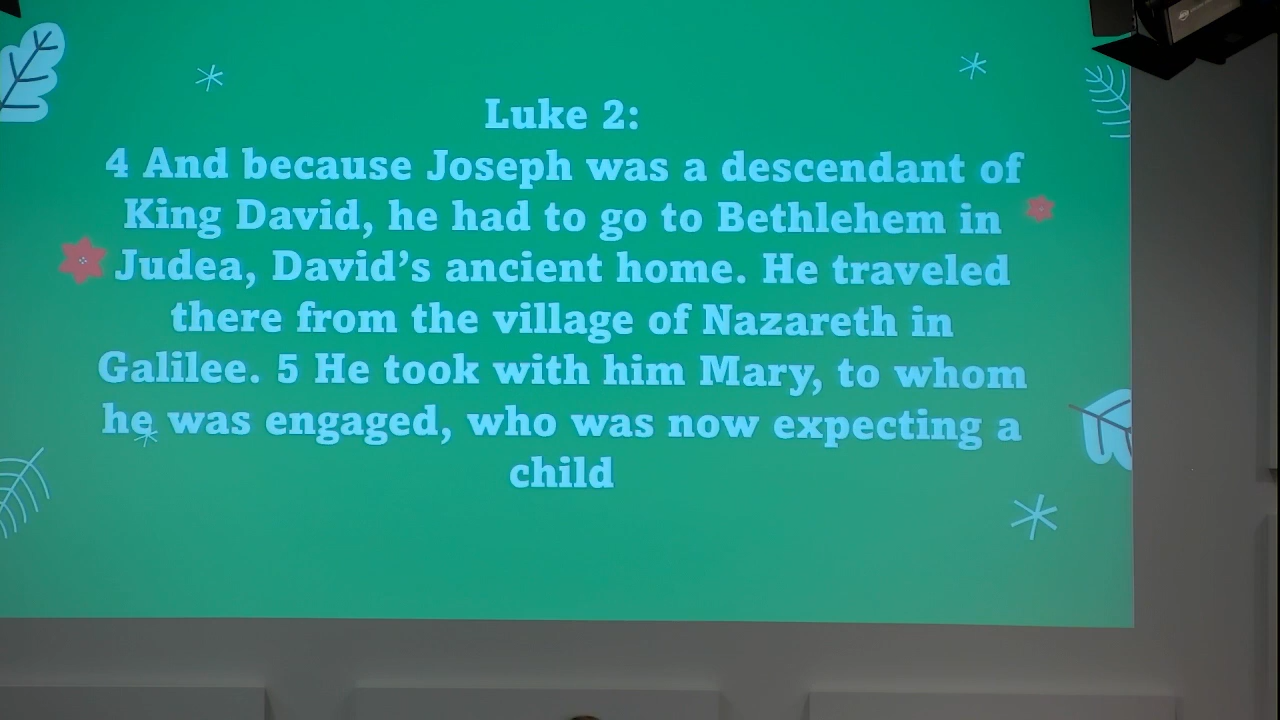 Luke 2:
4 And because Joseph was a descendant of
King David, he had to go to Bethlehem in
Judea, David's ancient home. He traveled
there from the village of Nazareth in
Galilee. 5 He took with him Mary, to whom
he was engaged, who was now expecting a
child